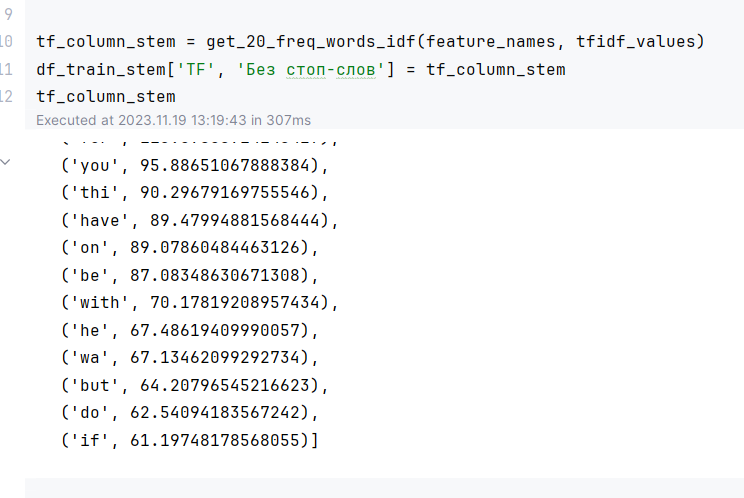 9
10 tf_column_stem = get_20_freq_words_idf(feature_names, tfidf_values)
11 df_train_stem['TF', 'Без стоп-слов'] = tf_column_stem
12 tf_column_stem
Executed at 2023.11.19 13:19:43 in 307ms
('you', 95.88651067888384),
('thi', 90.29679169755546),
('have', 89.47994881568444),
('on', 89.07860484463126),
('be', 87.08348630671308),
('with', 70.17819208957434),
('he', 67.48619409990057),
('wa', 67.13462099292734),
('but', 64.20796545216623),
('do', 62.54094183567242),
('if', 61.19748178568055)]